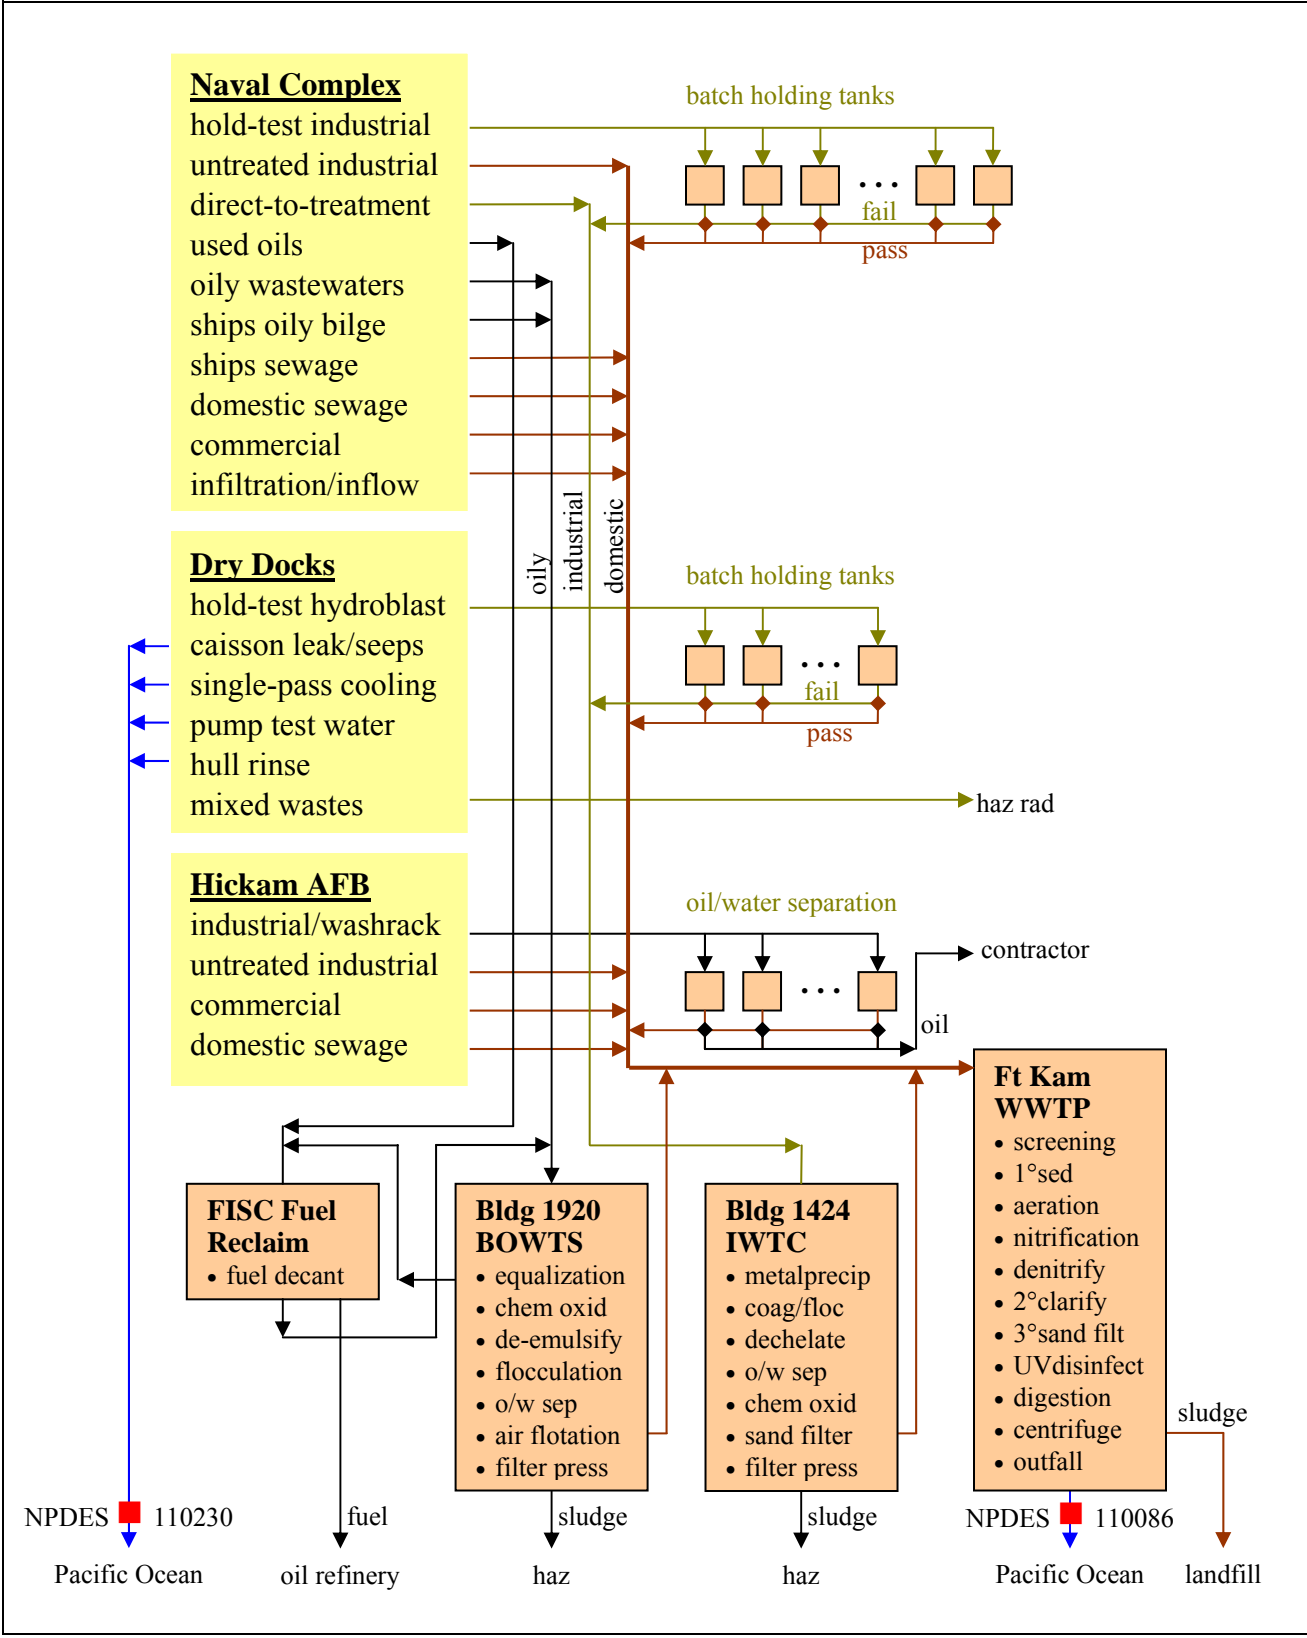 Naval Complex
hold-test industrial
untreated industrial
direct-to-treatment
used oils
oily wastewaters
ships oily bilge
ships sewage
domestic sewage
commercial
infiltration/inflow
batch holding tanks
...
fail
pass
oily
industrial
domestic
Dry Docks
hold-test hydroblast
caisson leak/seeps
single-pass cooling
pump test water
hull rinse
mixed wastes
batch holding tanks
...
fail
pass
haz rad
Hickam AFB
industrial/washrack
untreated industrial
commercial
domestic sewage
oil/water separation
...
contractor
oil
FISC Fuel
Reclaim
• fuel decant
Bldg 1920
BOWTS
• equalization
• chem oxid
• de-emulsify
• flocculation
• o/w sep
• air flotation
• filter press
Bldg 1424
IWTC
• metalprecip
• coag/floc
• dechelate
• o/w sep
• chem oxid
• sand filter
• filter press
Ft Kam
WWTP
• screening
• 1°sed
• aeration
• nitrification
• denitrify
• 2°clarify
• 3°sand filt
• UVdisinfect
• digestion
• centrifuge
• outfall
sludge
NPDES 110230
fuel
sludge
sludge
NPDES 110086
Pacific Ocean
oil refinery
haz
haz
Pacific Ocean
landfill